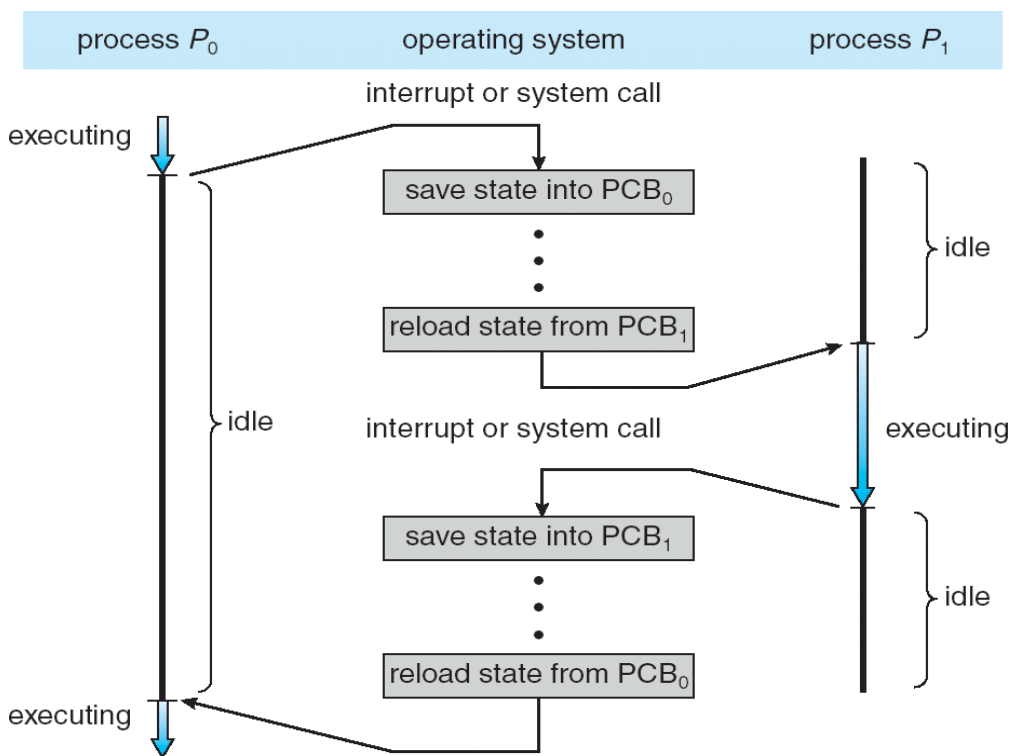 process P₀ operating system process P₁
interrupt or system call
executing
save state into PCB₀
idle
reload state from PCB₁
idle
interrupt or system call
executing
save state into PCB₁
idle
reload state from PCB₀
executing